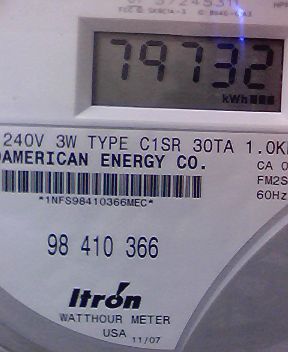 79732
kWh
240V 3W TYPE C1SR 30TA 1.0K
AMERICAN ENERGY CO.
CA 0
FM2S
60Hz
*1NFS98410366MEC*
98 410 366
Itron
WATTHOUR METER
USA 11/07